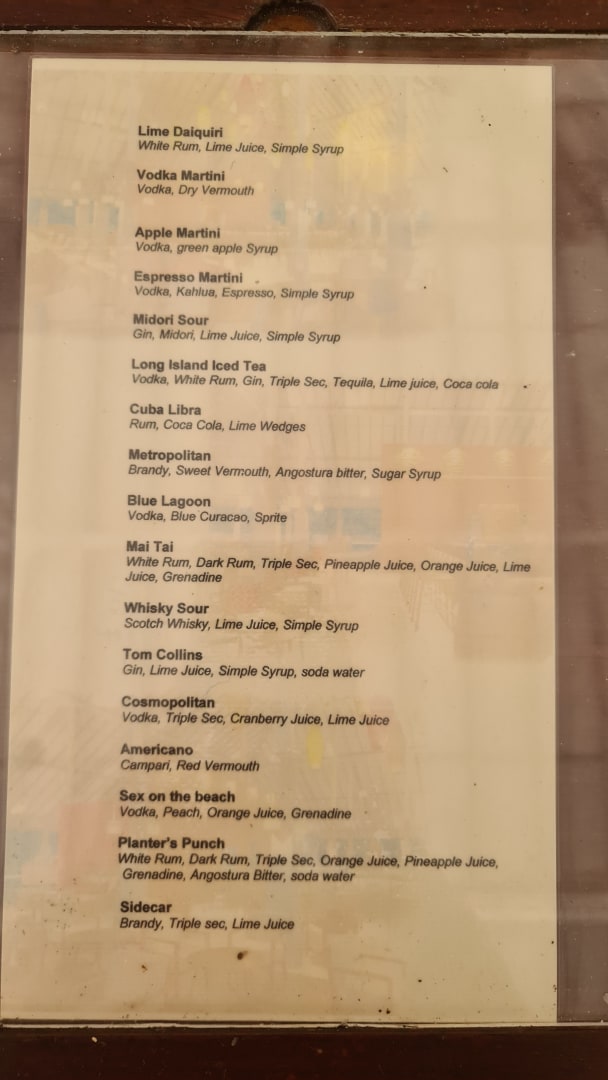 Lime Daiquiri
White Rum, Lime Juice, Simple Syrup
Vodka Martini
Vodka, Dry Vermouth
Apple Martini
Vodka, green apple Syrup
Espresso Martini
Vodka, Kahlua, Espresso, Simple Syrup
Midori Sour
Gin, Midori, Lime Juice, Simple Syrup
Long Island Iced Tea
Vodka, White Rum, Gin, Triple Sec, Tequila, Lime juice, Coca cola
Cuba Libra
Rum, Coca Cola, Lime Wedges
Metropolitan
Brandy, Sweet Vermouth, Angostura bitter, Sugar Syrup
Blue Lagoon
Vodka, Blue Curacao, Sprite
Mai Tai
White Rum, Dark Rum, Triple Sec, Pineapple Juice, Orange Juice, Lime
Juice, Grenadine
Whisky Sour
Scotch Whisky, Lime Juice, Simple Syrup
Tom Collins
Gin, Lime Juice, Simple Syrup, soda water
Cosmopolitan
Vodka, Triple Sec, Cranberry Juice, Lime Juice
Americano
Campari, Red Vermouth
Sex on the beach
Vodka, Peach, Orange Juice, Grenadine
Planter's Punch
White Rum, Dark Rum, Triple Sec, Orange Juice, Pineapple Juice,
Grenadine, Angostura Bitter, soda water
Sidecar
Brandy, Triple sec, Lime Juice